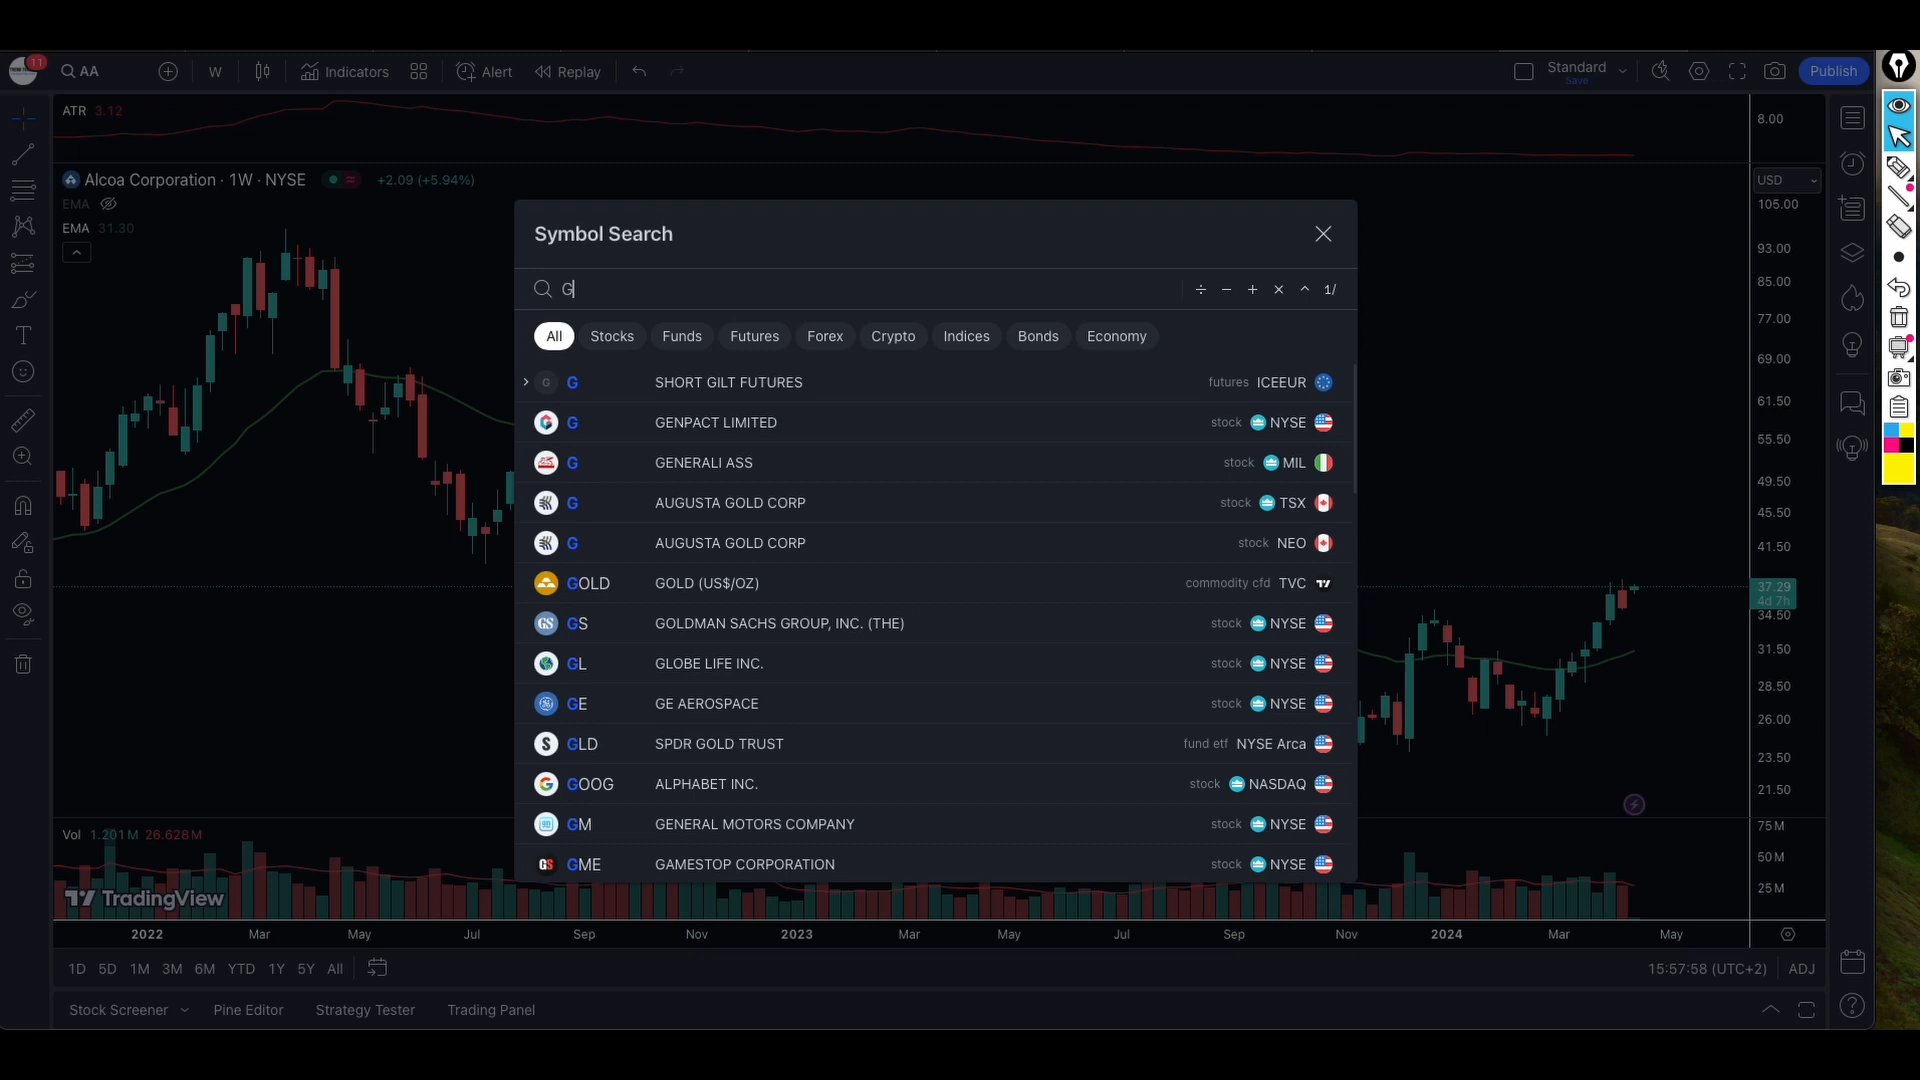 11
AA
W
Indicators
Alert
Replay
Standard
Save
Publish
ATR 3.12
8.00
Alcoa Corporation · 1W · NYSE
+2.09 (+5.94%)
USD
EMA
EMA 31.30
105.00
93.00
85.00
77.00
69.00
61.50
55.50
49.50
45.50
41.50
37.29
4d 7h
34.50
31.50
28.50
26.00
23.50
21.50
Symbol Search
G
÷ − + × ^ 1/
All Stocks Funds Futures Forex Crypto Indices Bonds Economy
G G SHORT GILT FUTURES futures ICEEUR
G GENPACT LIMITED stock NYSE
G GENERALI ASS stock MIL
G AUGUSTA GOLD CORP stock TSX
G AUGUSTA GOLD CORP stock NEO
GOLD GOLD (US$/OZ) commodity cfd TVC
GS GS GOLDMAN SACHS GROUP, INC. (THE) stock NYSE
GL GLOBE LIFE INC. stock NYSE
GE GE AEROSPACE stock NYSE
S GLD SPDR GOLD TRUST fund etf NYSE Arca
G GOOG ALPHABET INC. stock NASDAQ
GM GENERAL MOTORS COMPANY stock NYSE
GS GME GAMESTOP CORPORATION stock NYSE
Vol 1.201M 26.628M
75M
50M
25M
TradingView
2022 Mar May Jul Sep Nov 2023 Mar May Jul Sep Nov 2024 Mar May
1D 5D 1M 3M 6M YTD 1Y 5Y All
15:57:58 (UTC+2) ADJ
Stock Screener Pine Editor Strategy Tester Trading Panel